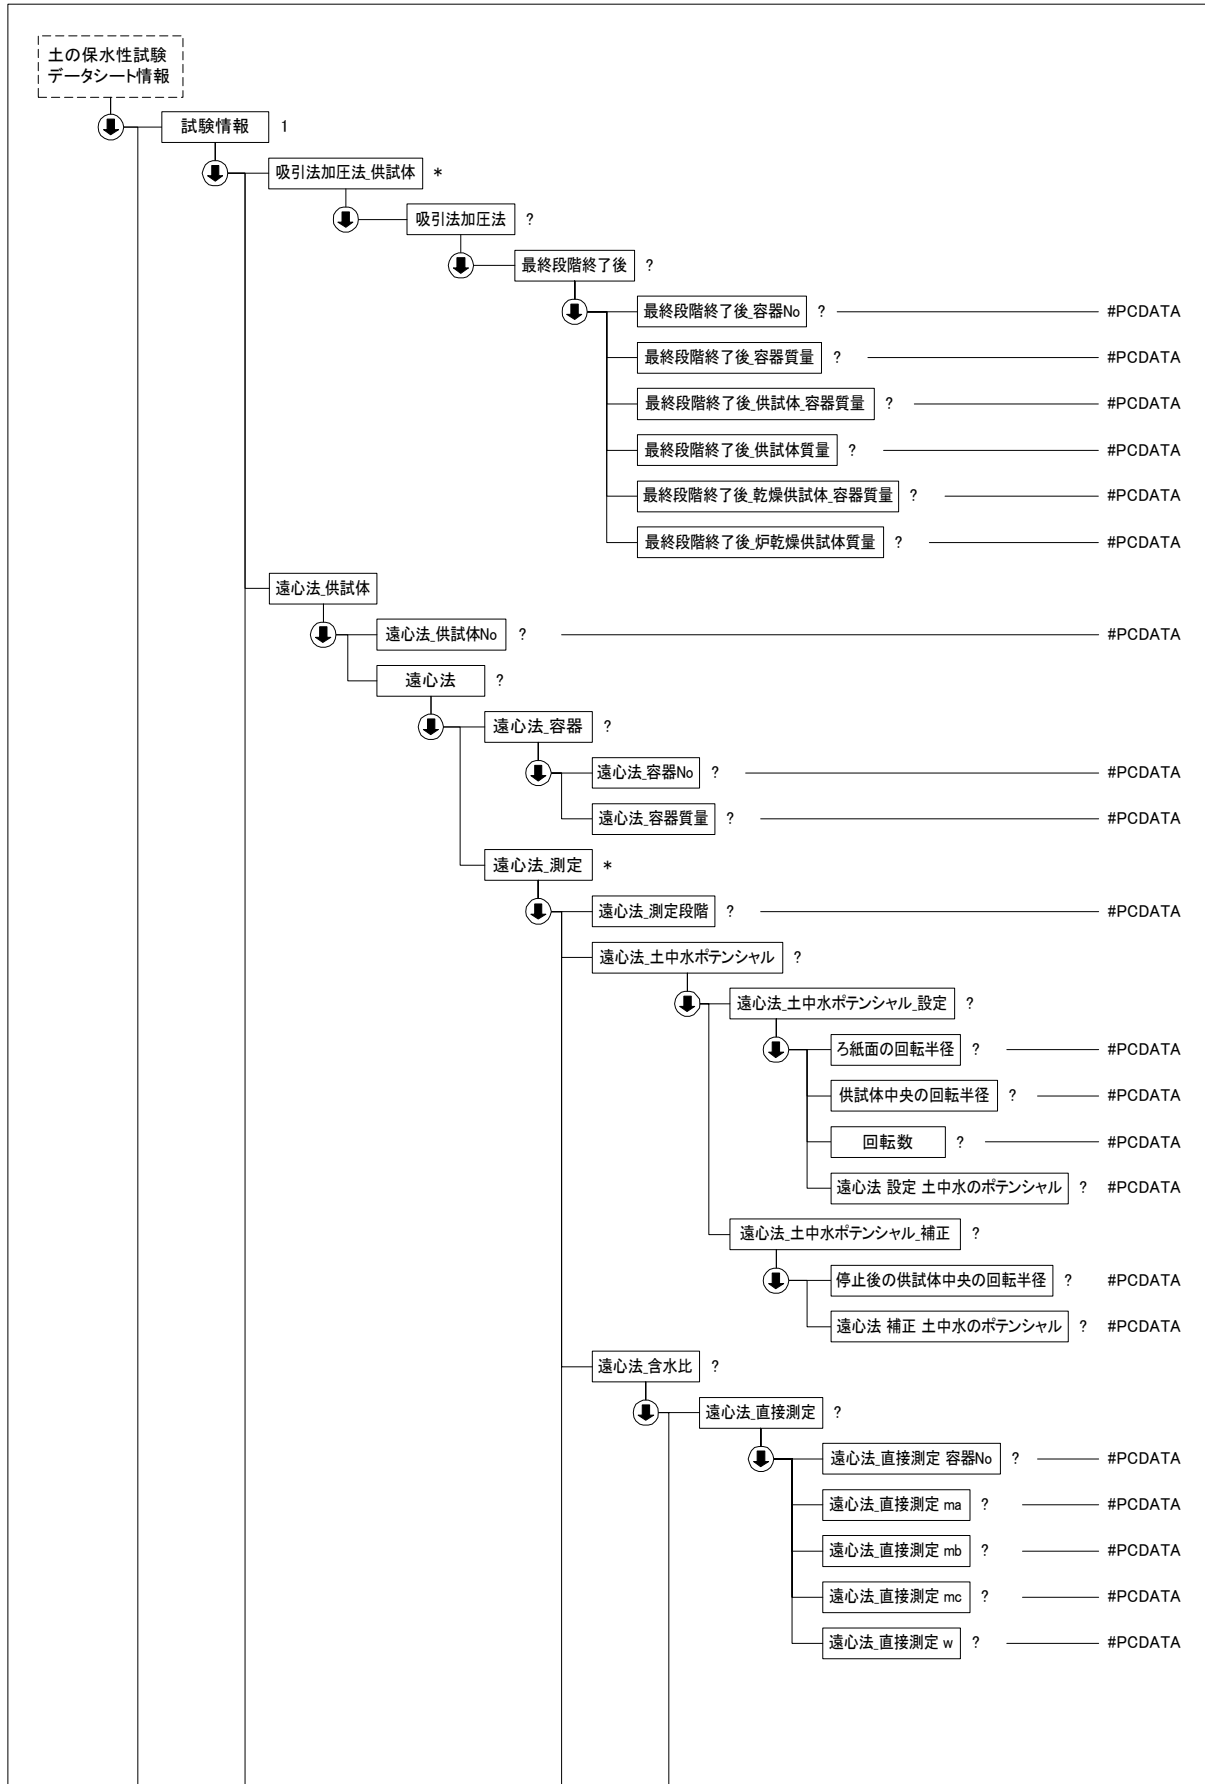 土の保水性試験
データシート情報
試験情報 1
吸引法加圧法_供試体 *
吸引法加圧法 ?
最終段階終了後 ?
最終段階終了後_容器No ? #PCDATA
最終段階終了後_容器質量 ? #PCDATA
最終段階終了後_供試体_容器質量 ? #PCDATA
最終段階終了後_供試体質量 ? #PCDATA
最終段階終了後_乾燥供試体_容器質量 ? #PCDATA
最終段階終了後_炉乾燥供試体質量 ? #PCDATA
遠心法_供試体
遠心法_供試体No ? #PCDATA
遠心法 ?
遠心法_容器 ?
遠心法_容器No ? #PCDATA
遠心法_容器質量 ? #PCDATA
遠心法_測定 *
遠心法_測定段階 ? #PCDATA
遠心法_土中水ポテンシャル ?
遠心法_土中水ポテンシャル_設定 ?
ろ紙面の回転半径 ? #PCDATA
供試体中央の回転半径 ? #PCDATA
回転数 ? #PCDATA
遠心法 設定 土中水のポテンシャル ? #PCDATA
遠心法_土中水ポテンシャル_補正 ?
停止後の供試体中央の回転半径 ? #PCDATA
遠心法 補正 土中水のポテンシャル ? #PCDATA
遠心法_含水比 ?
遠心法_直接測定 ?
遠心法_直接測定 容器No ? #PCDATA
遠心法_直接測定 ma ? #PCDATA
遠心法_直接測定 mb ? #PCDATA
遠心法_直接測定 mc ? #PCDATA
遠心法_直接測定 w ? #PCDATA